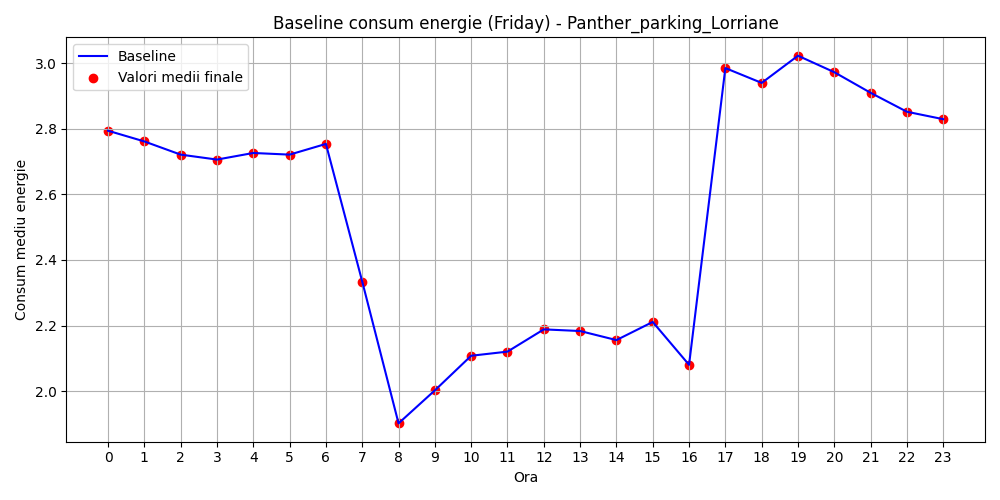 Baseline consum energie (Friday) - Panther_parking_Lorriane
Baseline
Valori medii finale
Consum mediu energie
3.0
2.8
2.6
2.4
2.2
2.0
0 1 2 3 4 5 6 7 8 9 10 11 12 13 14 15 16 17 18 19 20 21 22 23
Ora